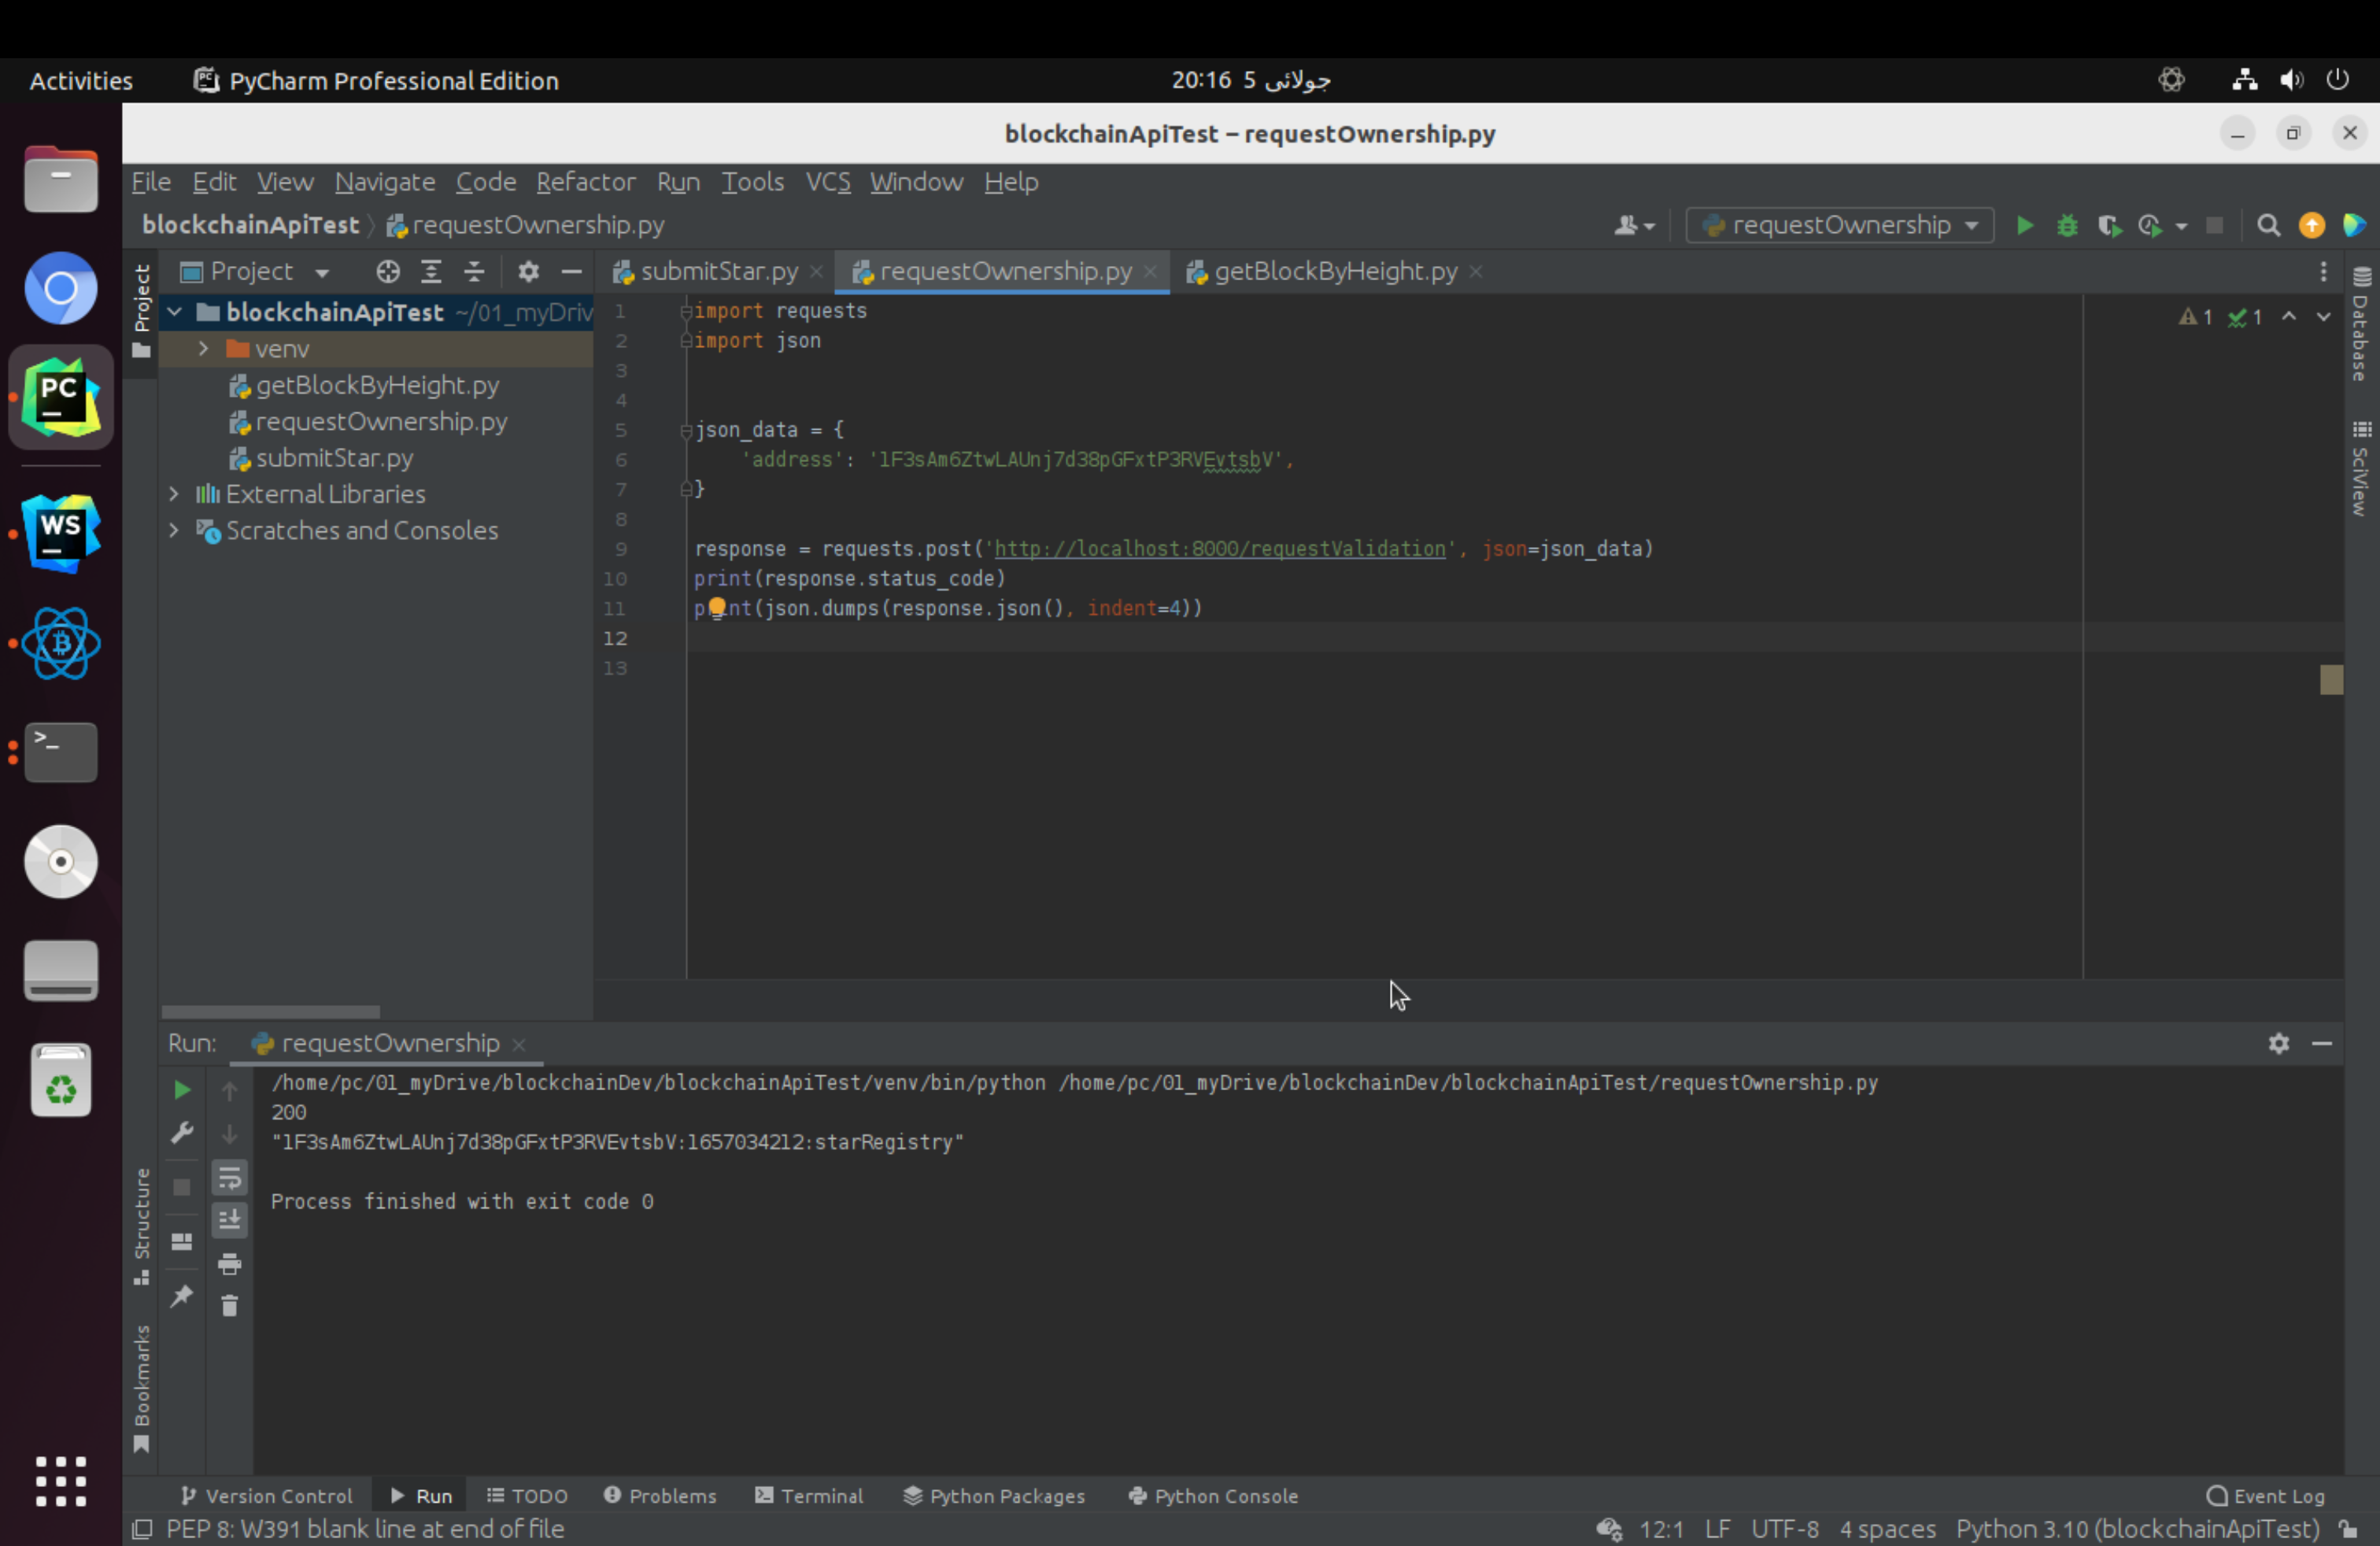 Activities PyCharm Professional Edition 20:16 5 جولائی
blockchainApiTest – requestOwnership.py
File Edit View Navigate Code Refactor Run Tools VCS Window Help
blockchainApiTest requestOwnership.py requestOwnership
Project submitStar.py requestOwnership.py getBlockByHeight.py
Project
blockchainApiTest ~/01_myDriv
venv
getBlockByHeight.py
requestOwnership.py
submitStar.py
External Libraries
Scratches and Consoles
1 import requests
2 import json
3
4
5 json_data = {
6 'address': '1F3sAm6ZtwLAUnj7d38pGFxtP3RVEvtsbV',
7 }
8
9 response = requests.post('http://localhost:8000/requestValidation', json=json_data)
10 print(response.status_code)
11 print(json.dumps(response.json(), indent=4))
12
13
1 1
Database
SciView
PC
WS
>_
Run: requestOwnership
/home/pc/01_myDrive/blockchainDev/blockchainApiTest/venv/bin/python /home/pc/01_myDrive/blockchainDev/blockchainApiTest/requestOwnership.py
200
"1F3sAm6ZtwLAUnj7d38pGFxtP3RVEvtsbV:1657034212:starRegistry"
Process finished with exit code 0
Structure
Bookmarks
Version Control Run TODO Problems Terminal Python Packages Python Console Event Log
PEP 8: W391 blank line at end of file 12:1 LF UTF-8 4 spaces Python 3.10 (blockchainApiTest)